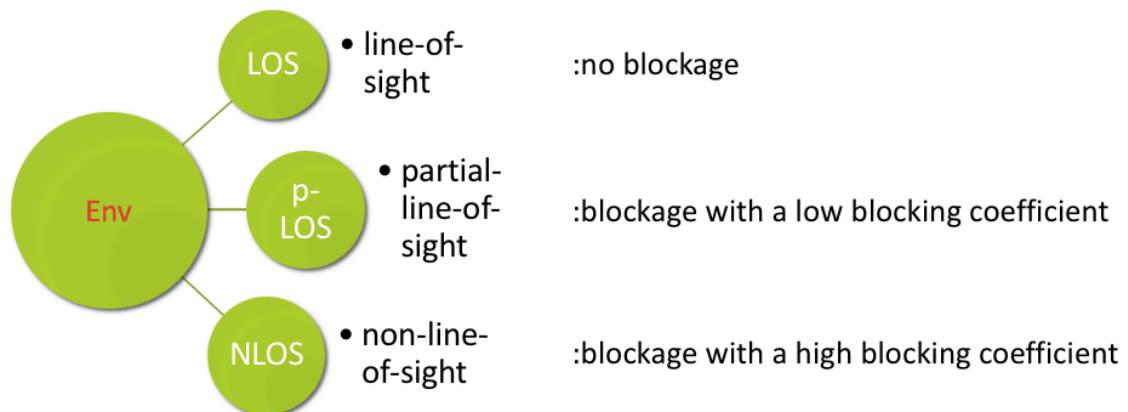 LOS
• line-of-
sight
:no blockage
Env
p-
LOS
• partial-
line-of-
sight
:blockage with a low blocking coefficient
NLOS
• non-line-
of-sight
:blockage with a high blocking coefficient